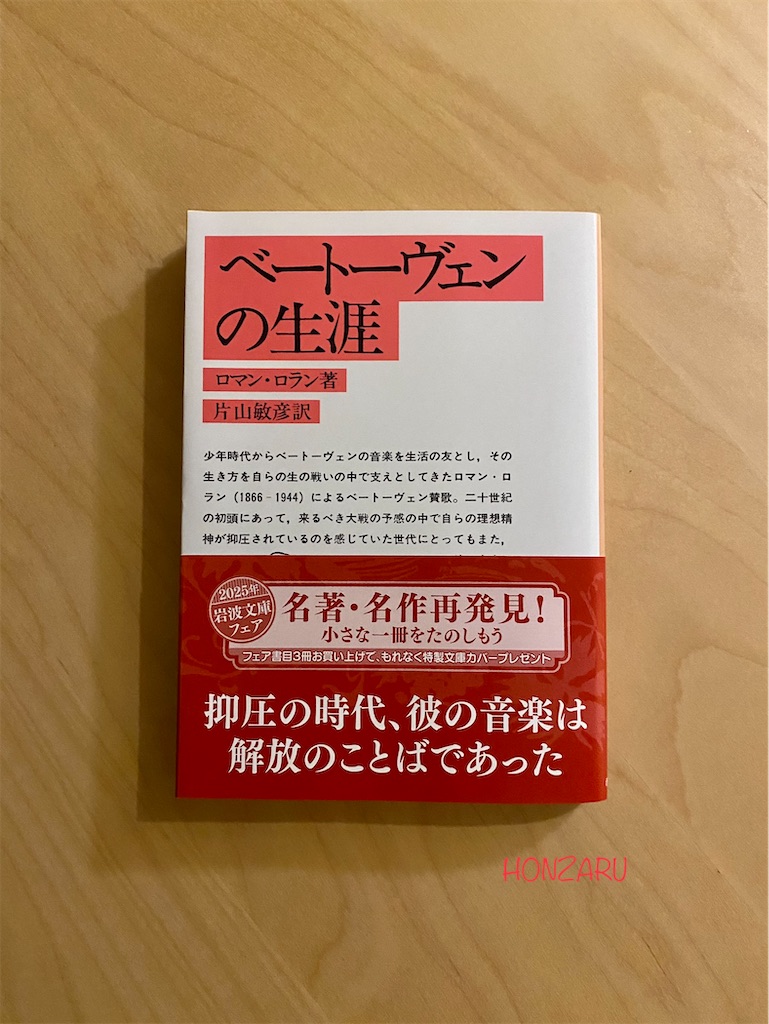 ベートーヴェン
の生涯
ロマン・ロラン著
片山敏彦訳
少年時代からベートーヴェンの音楽を生活の友とし，その
生き方を自らの生の戦いの中で支えとしてきたロマン・ロ
ラン（1866‐1944）によるベートーヴェン賛歌。二十世紀
の初頭にあって，来るべき大戦の予感の中で自らの理想精
神が抑圧されているのを感じていた世代にとってもまた，
2025年
岩波文庫
フェア
名著・名作再発見！
小さな一冊をたのしもう
フェア書目3冊お買い上げで、もれなく特製文庫カバープレゼント
抑圧の時代、彼の音楽は
解放のことばであった
HONZARU